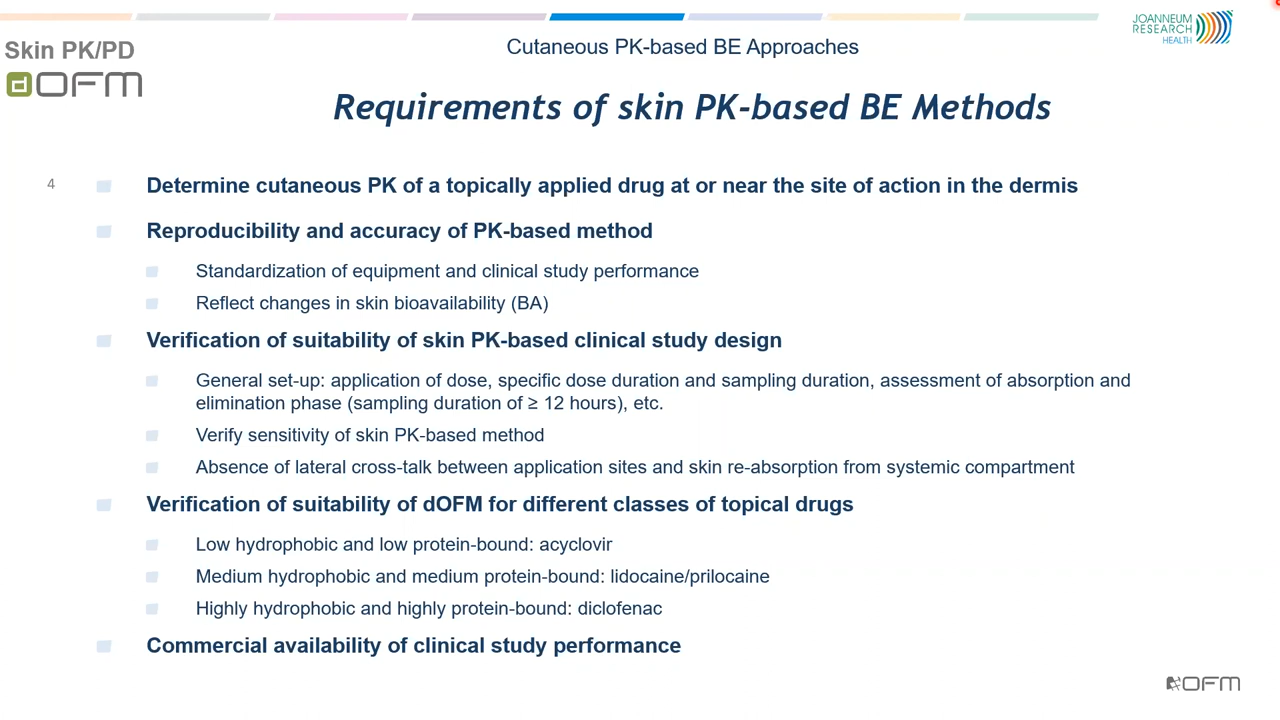 JOANNEUM
RESEARCH
HEALTH
Skin PK/PD
dOFM
Cutaneous PK-based BE Approaches
Requirements of skin PK-based BE Methods
4
Determine cutaneous PK of a topically applied drug at or near the site of action in the dermis
Reproducibility and accuracy of PK-based method
Standardization of equipment and clinical study performance
Reflect changes in skin bioavailability (BA)
Verification of suitability of skin PK-based clinical study design
General set-up: application of dose, specific dose duration and sampling duration, assessment of absorption and
elimination phase (sampling duration of ≥ 12 hours), etc.
Verify sensitivity of skin PK-based method
Absence of lateral cross-talk between application sites and skin re-absorption from systemic compartment
Verification of suitability of dOFM for different classes of topical drugs
Low hydrophobic and low protein-bound: acyclovir
Medium hydrophobic and medium protein-bound: lidocaine/prilocaine
Highly hydrophobic and highly protein-bound: diclofenac
Commercial availability of clinical study performance
OFM